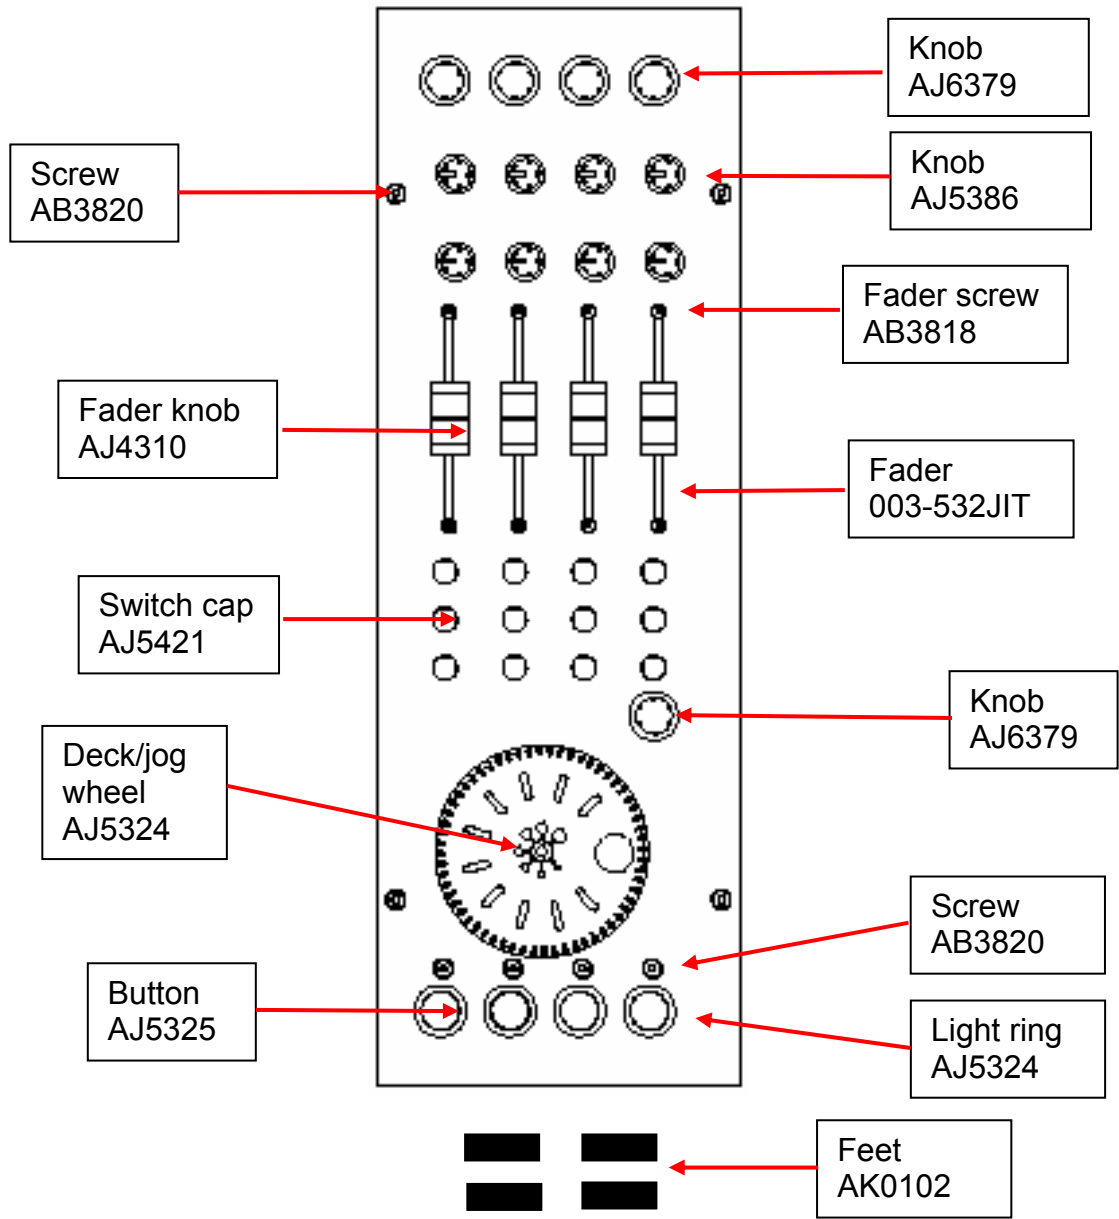 Knob
AJ6379
Screw
AB3820
Knob
AJ5386
Fader screw
AB3818
Fader knob
AJ4310
Fader
003-532JIT
Switch cap
AJ5421
Knob
AJ6379
Deck/jog
wheel
AJ5324
Screw
AB3820
Button
AJ5325
Light ring
AJ5324
Feet
AK0102